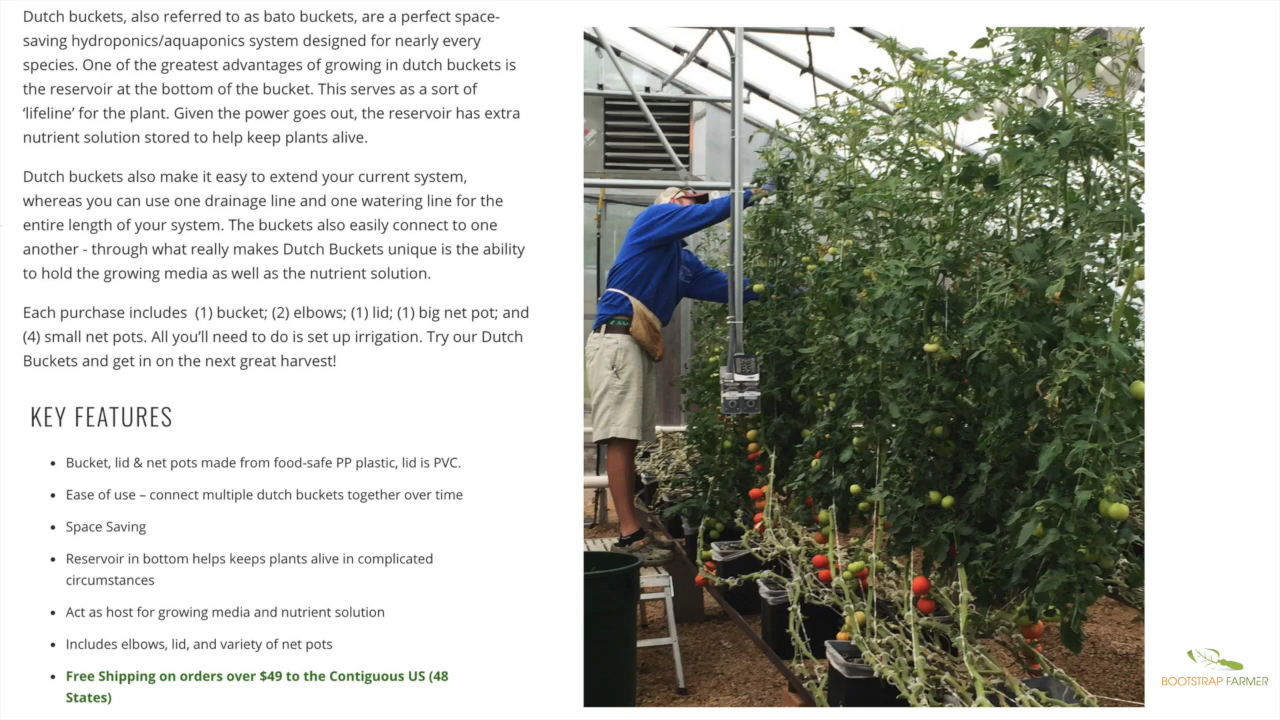 Dutch buckets, also referred to as bato buckets, are a perfect space-
saving hydroponics/aquaponics system designed for nearly every
species. One of the greatest advantages of growing in dutch buckets is
the reservoir at the bottom of the bucket. This serves as a sort of
‘lifeline’ for the plant. Given the power goes out, the reservoir has extra
nutrient solution stored to help keep plants alive.
Dutch buckets also make it easy to extend your current system,
whereas you can use one drainage line and one watering line for the
entire length of your system. The buckets also easily connect to one
another - through what really makes Dutch Buckets unique is the ability
to hold the growing media as well as the nutrient solution.
Each purchase includes (1) bucket; (2) elbows; (1) lid; (1) big net pot; and
(4) small net pots. All you’ll need to do is set up irrigation. Try our Dutch
Buckets and get in on the next great harvest!
KEY FEATURES
• Bucket, lid & net pots made from food-safe PP plastic, lid is PVC.
• Ease of use – connect multiple dutch buckets together over time
• Space Saving
• Reservoir in bottom helps keeps plants alive in complicated
circumstances
• Act as host for growing media and nutrient solution
• Includes elbows, lid, and variety of net pots
• Free Shipping on orders over $49 to the Contiguous US (48
States)
BOOTSTRAP FARMER